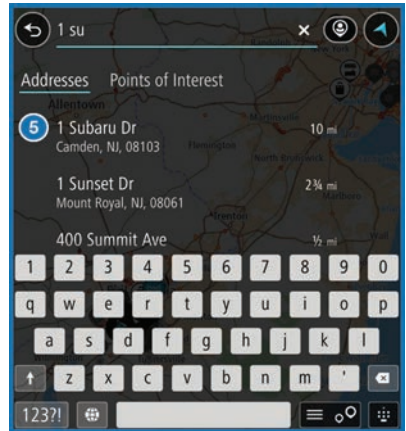 1 su
Addresses Points of Interest
Allentown
5 1 Subaru Dr 10 mi
Camden, NJ, 08103
1 Sunset Dr 2¾ mi
Mount Royal, NJ, 08061
Trenton
400 Summit Ave ½ mi
1 2 3 4 5 6 7 8 9 0
q w e r t y u i o p
a s d f g h j k l
z x c v b n m '
123?!